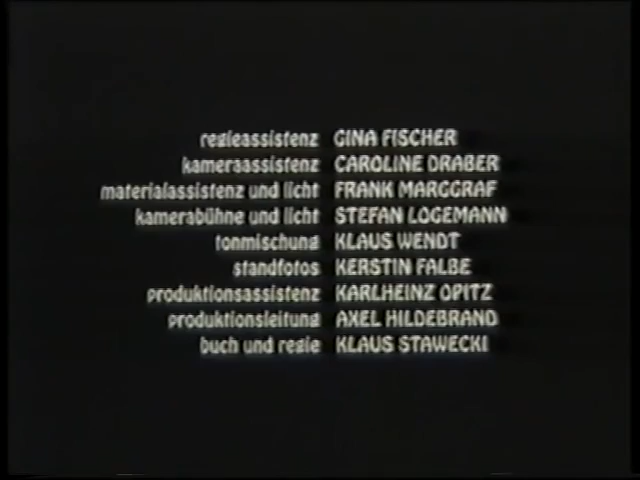 regieassistenz GINA FISCHER
kameraassistenz CAROLINE DRABER
materialassistenz und licht FRANK MARGGRAF
kamerabühne und licht STEFAN LOGEMANN
tonmischung KLAUS WENDT
standfotos KERSTIN FALBE
produktionsassistenz KARLHEINZ OPITZ
produktionsleitung AXEL HILDEBRAND
buch und regie KLAUS STAWECKI